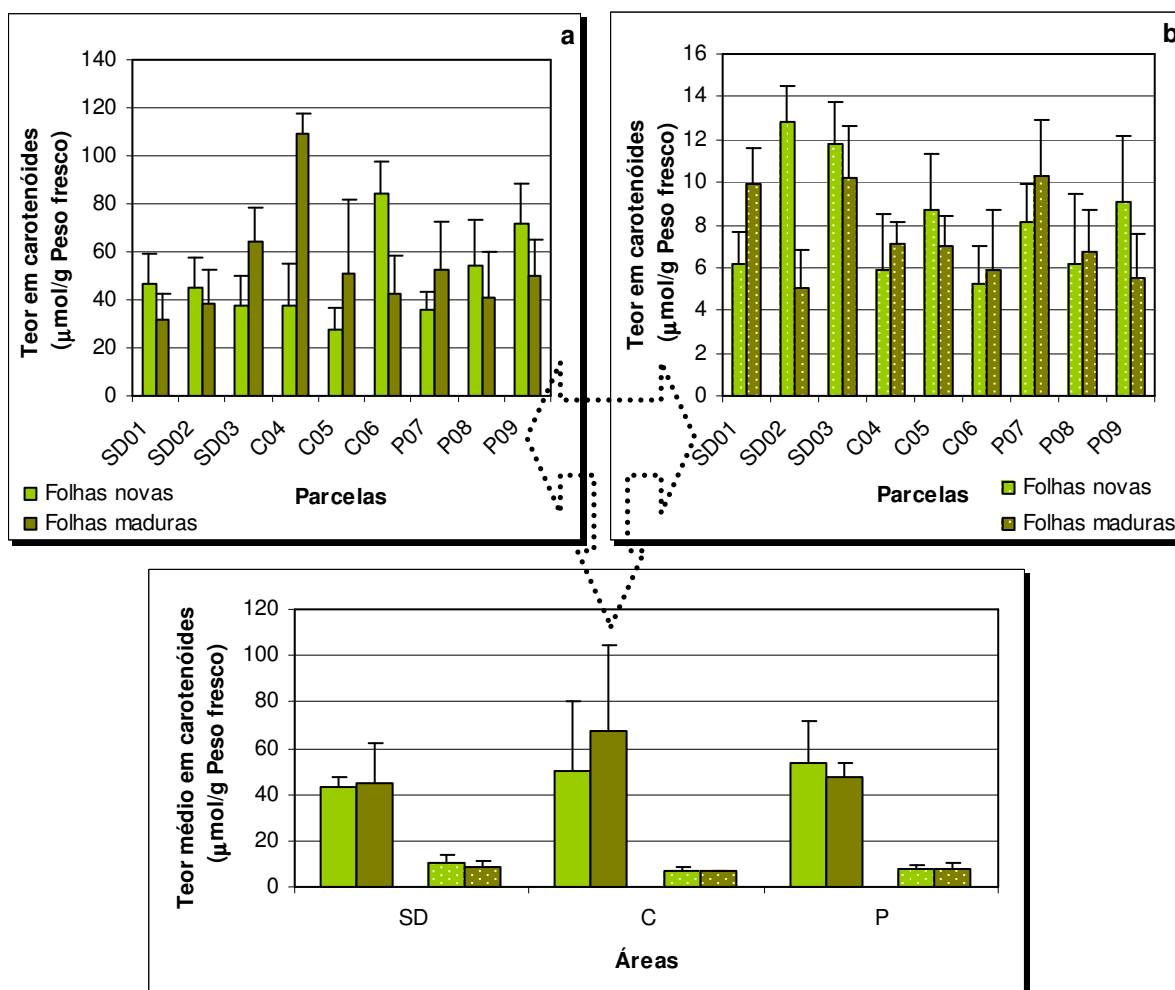 a
Teor em carotenóides
(μmol/g Peso fresco)
140
120
100
80
60
40
20
0
SD01
SD02
SD03
C04
C05
C06
P07
P08
P09
Parcelas
Folhas novas
Folhas maduras
b
Teor em carotenóides
(μmol/g Peso fresco)
16
14
12
10
8
6
4
2
0
SD01
SD02
SD03
C04
C05
C06
P07
P08
P09
Parcelas
Folhas novas
Folhas maduras
Teor médio em carotenóides
(μmol/g Peso fresco)
120
100
80
60
40
20
0
SD
C
P
Áreas